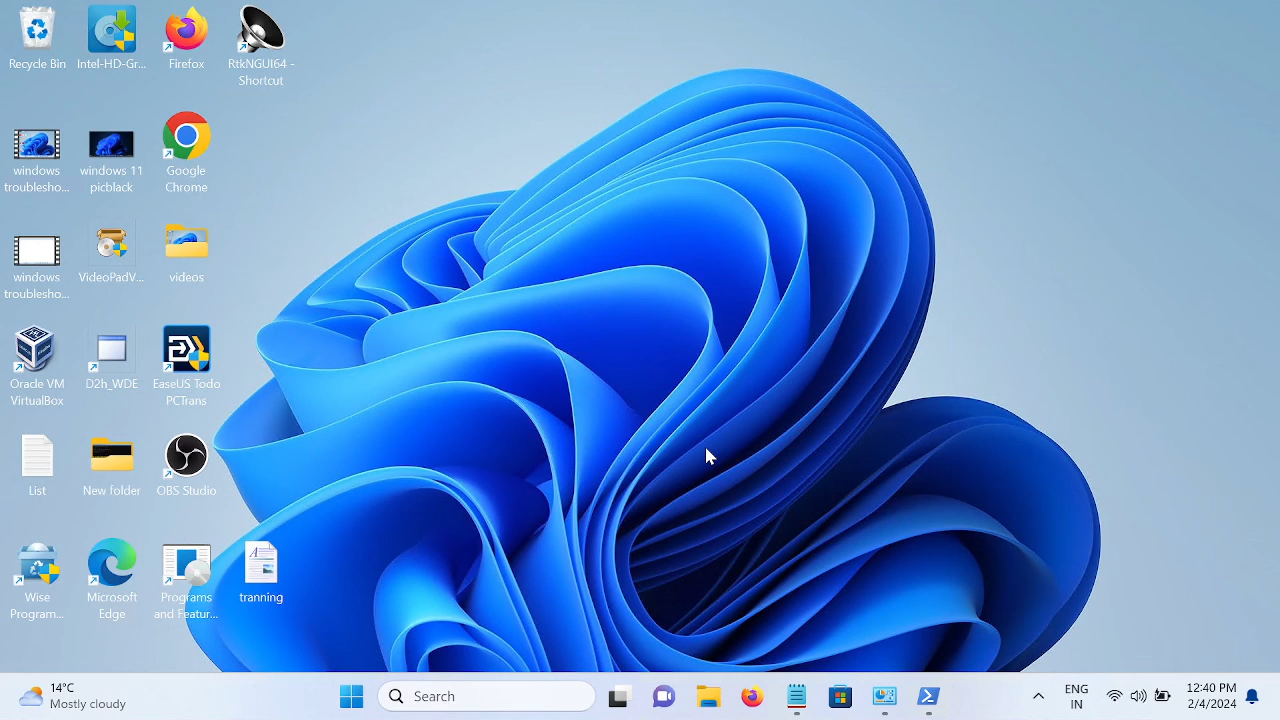 Recycle Bin
Intel-HD-Gr...
Firefox
RtkNGUI64 -
Shortcut
windows
troublesho...
windows 11
picblack
Google
Chrome
windows
troublesho...
VideoPadV...
videos
Oracle VM
VirtualBox
D2h_WDE
EaseUS Todo
PCTrans
List
New folder
OBS Studio
Wise
Program...
Microsoft
Edge
Programs
and Featur...
tranning
14°C
Mostly cloudy
Search
ENG
IN
12:40 PM
2/4/2024